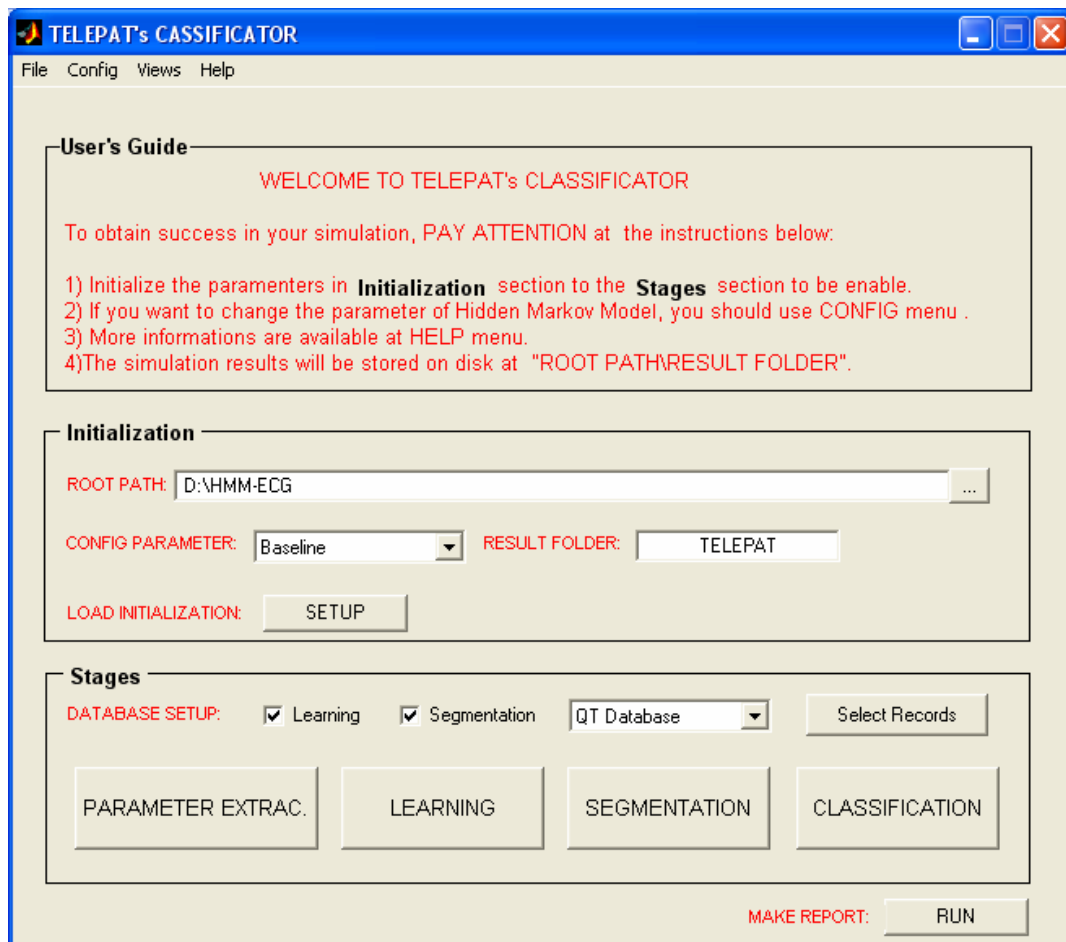 TELEPAT's CASSIFICATOR
File Config Views Help
User's Guide
WELCOME TO TELEPAT's CLASSIFICATOR
To obtain success in your simulation, PAY ATTENTION at the instructions below:
1) Initialize the paramenters in Initialization section to the Stages section to be enable.
2) If you want to change the parameter of Hidden Markov Model, you should use CONFIG menu .
3) More informations are available at HELP menu.
4)The simulation results will be stored on disk at "ROOT PATH\RESULT FOLDER".
Initialization
ROOT PATH: D:\HMM-ECG ...
CONFIG PARAMETER: Baseline RESULT FOLDER: TELEPAT
LOAD INITIALIZATION: SETUP
Stages
DATABASE SETUP: Learning Segmentation QT Database Select Records
PARAMETER EXTRAC. LEARNING SEGMENTATION CLASSIFICATION
MAKE REPORT: RUN